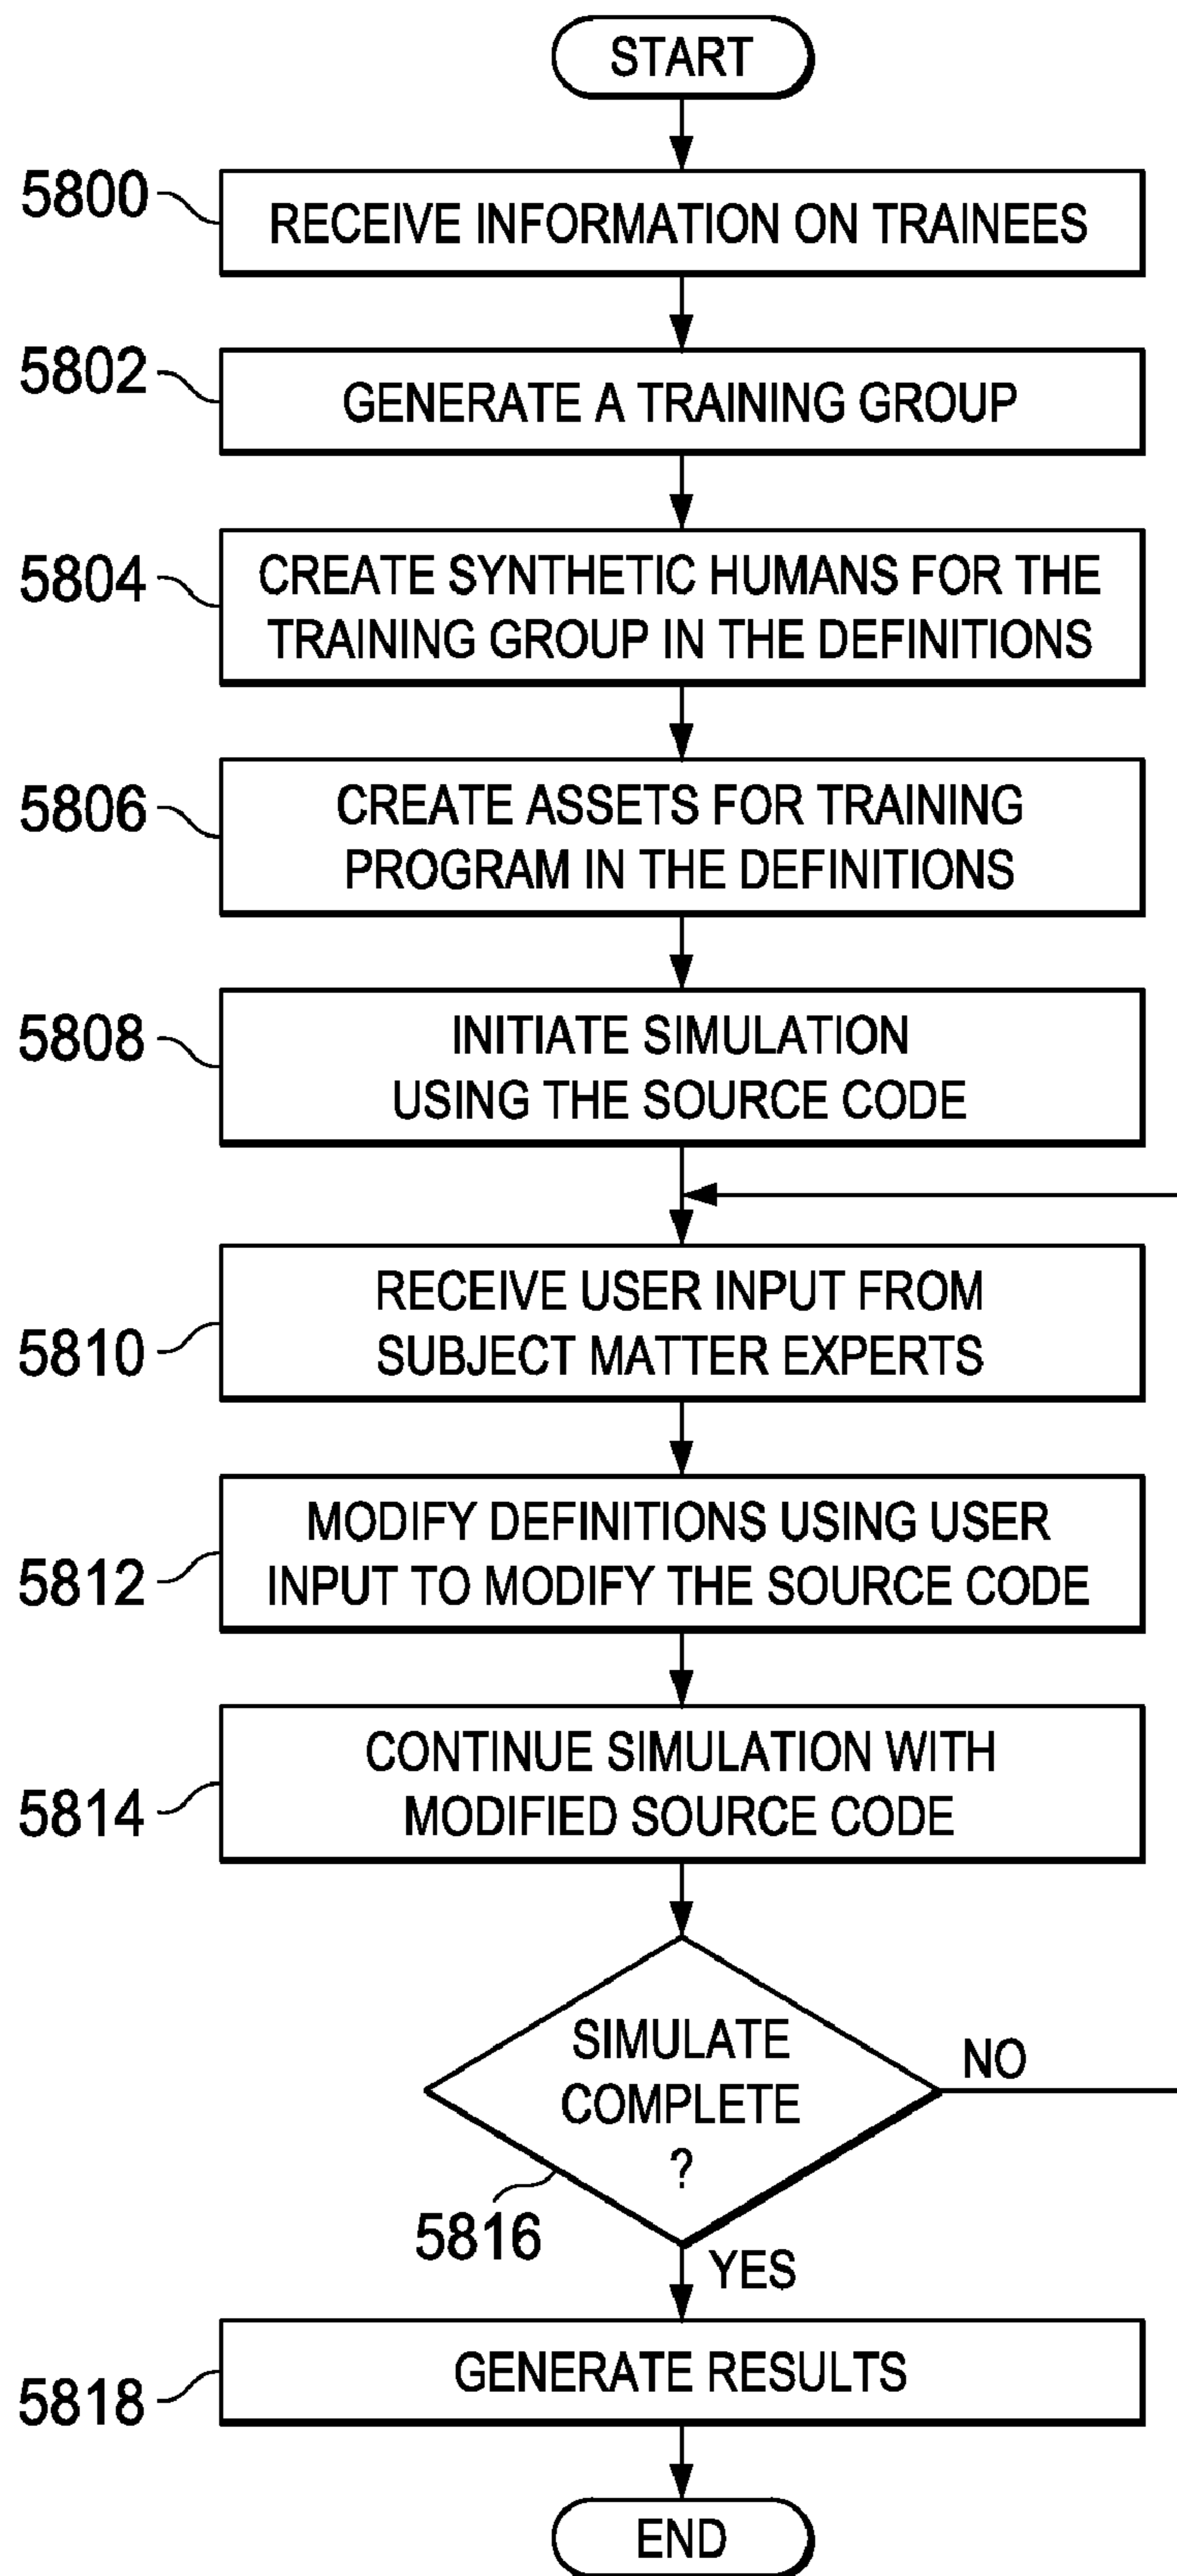 START
5800
RECEIVE INFORMATION ON TRAINEES
5802
GENERATE A TRAINING GROUP
5804
CREATE SYNTHETIC HUMANS FOR THE
TRAINING GROUP IN THE DEFINITIONS
5806
CREATE ASSETS FOR TRAINING
PROGRAM IN THE DEFINITIONS
5808
INITIATE SIMULATION
USING THE SOURCE CODE
5810
RECEIVE USER INPUT FROM
SUBJECT MATTER EXPERTS
5812
MODIFY DEFINITIONS USING USER
INPUT TO MODIFY THE SOURCE CODE
5814
CONTINUE SIMULATION WITH
MODIFIED SOURCE CODE
SIMULATE
COMPLETE
?
NO
5816
YES
5818
GENERATE RESULTS
END